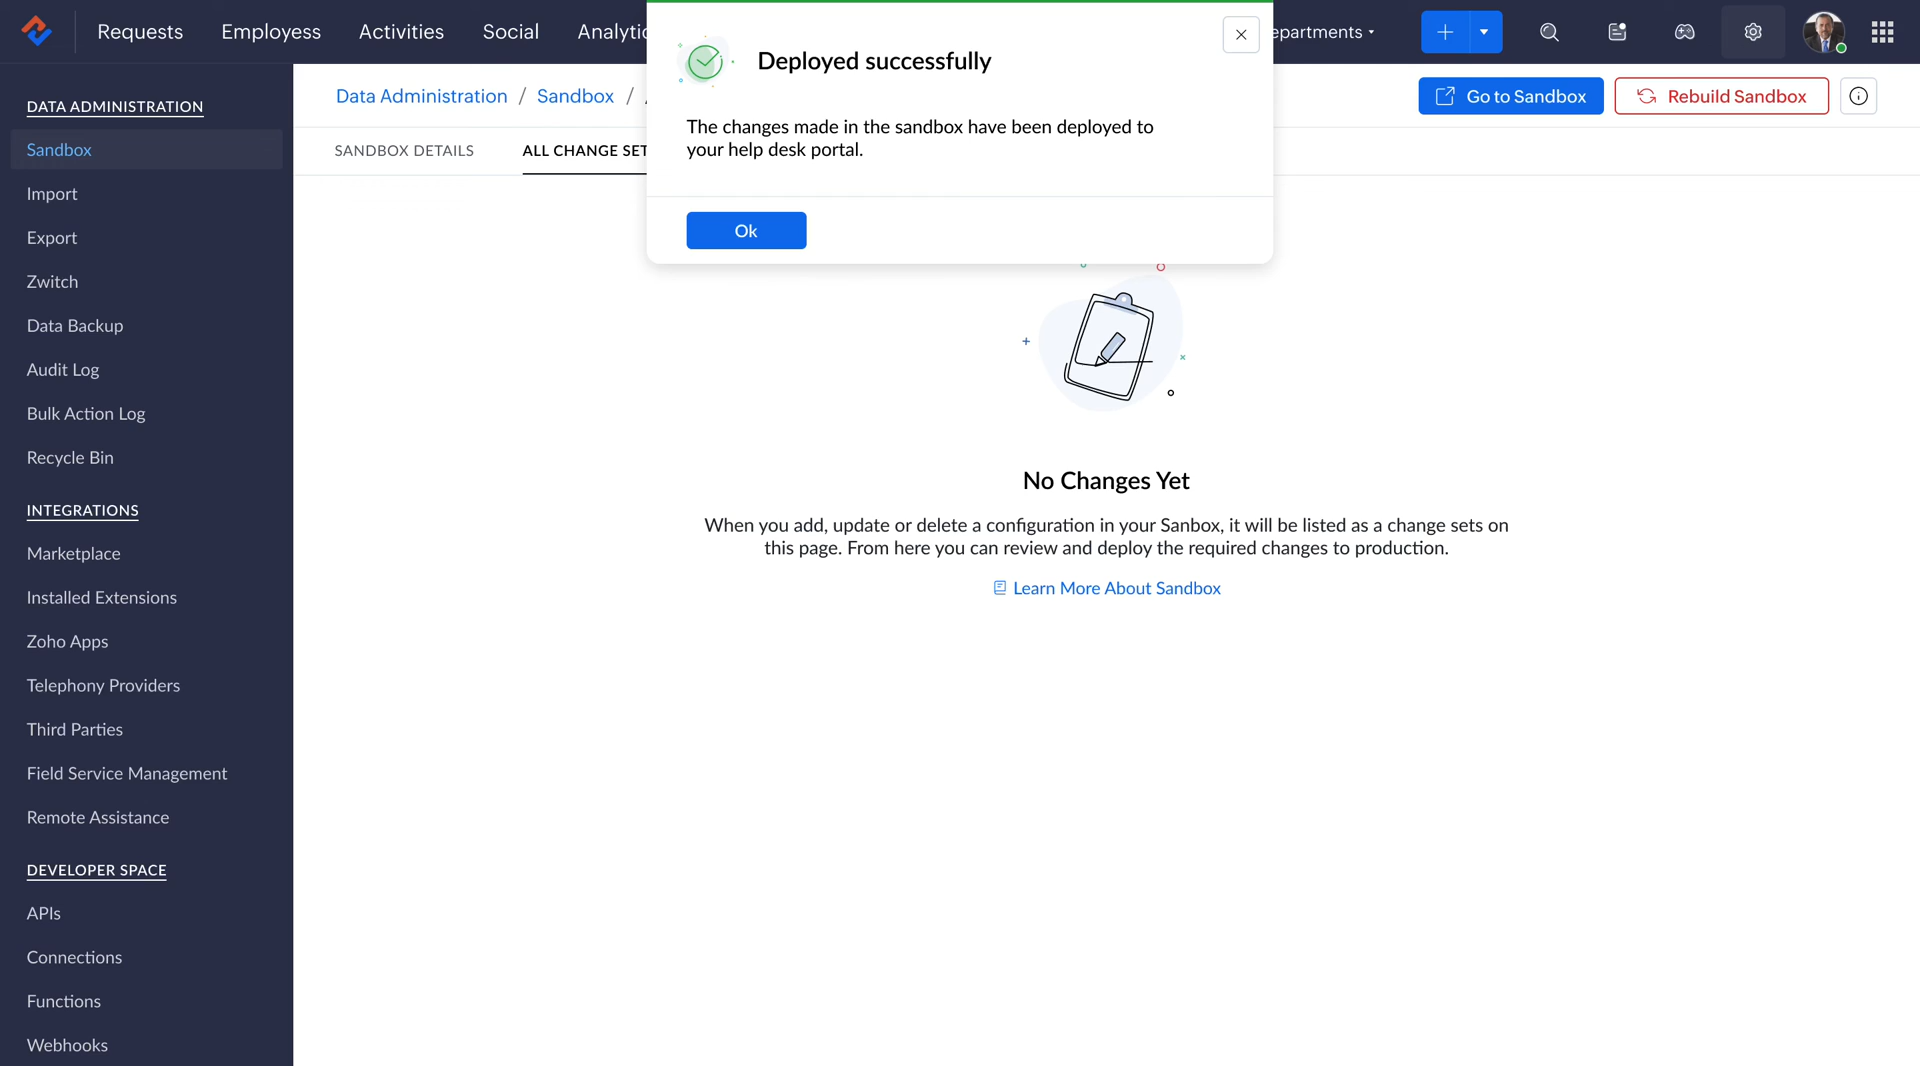 Requests
Employess
Activities
Social
Analytic
epartments
Deployed successfully
The changes made in the sandbox have been deployed to
your help desk portal.
Ok
Data Administration / Sandbox /
Go to Sandbox
Rebuild Sandbox
SANDBOX DETAILS
ALL CHANGE SET
DATA ADMINISTRATION
Sandbox
Import
Export
Zwitch
Data Backup
Audit Log
Bulk Action Log
Recycle Bin
INTEGRATIONS
Marketplace
Installed Extensions
Zoho Apps
Telephony Providers
Third Parties
Field Service Management
Remote Assistance
DEVELOPER SPACE
APIs
Connections
Functions
Webhooks
No Changes Yet
When you add, update or delete a configuration in your Sanbox, it will be listed as a change sets on
this page. From here you can review and deploy the required changes to production.
Learn More About Sandbox